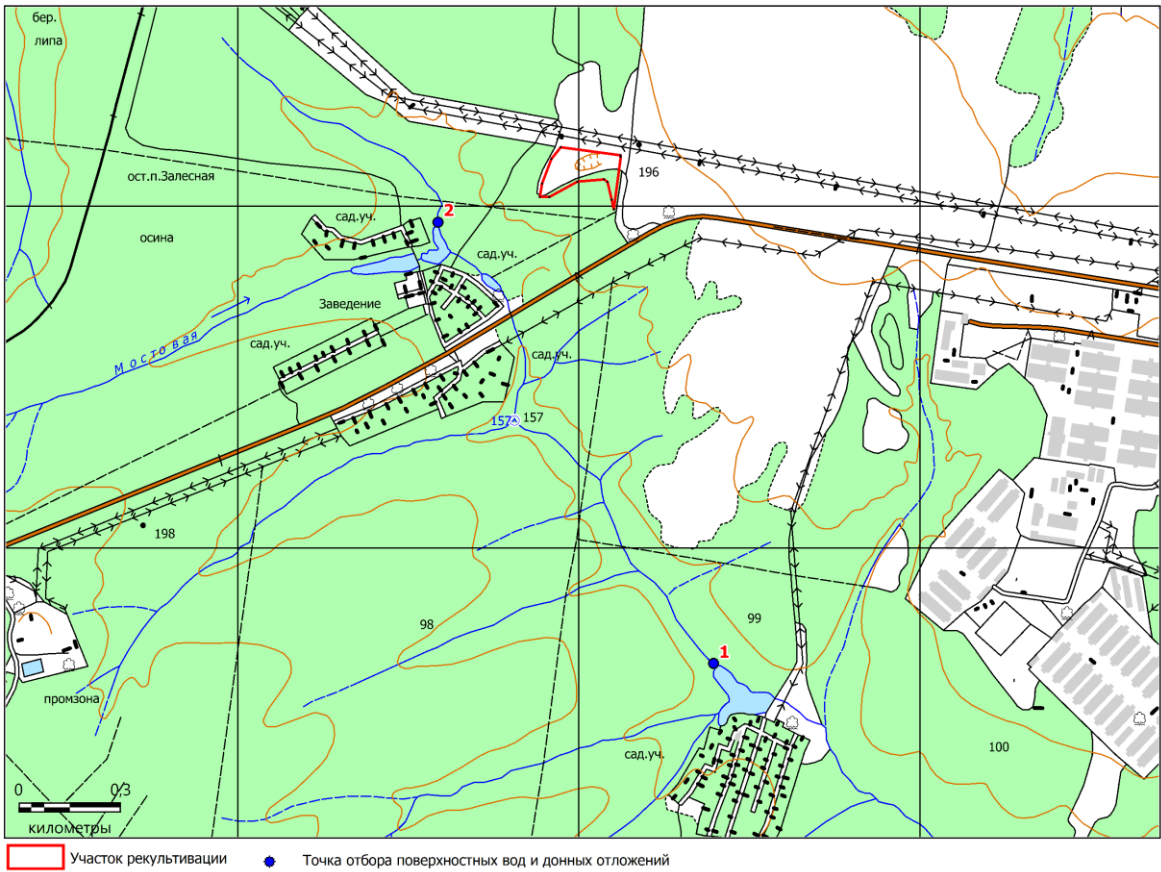 бер.
липа
196
ост.п.Залесная
2
сад.уч.
осина
сад.уч.
Заведение
Мостовая
сад.уч.
сад.уч.
157
157
198
98
99
1
промзона
100
сад.уч.
0 0,3
километры
Участок рекультивации
Точка отбора поверхностных вод и донных отложений